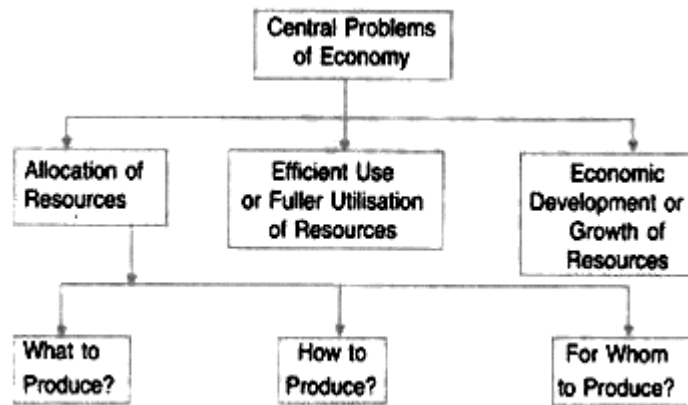 Central Problems
of Economy
Allocation of
Resources
Efficient Use
or Fuller Utilisation
of Resources
Economic
Development or
Growth of
Resources
What to
Produce?
How to
Produce?
For Whom
to Produce?